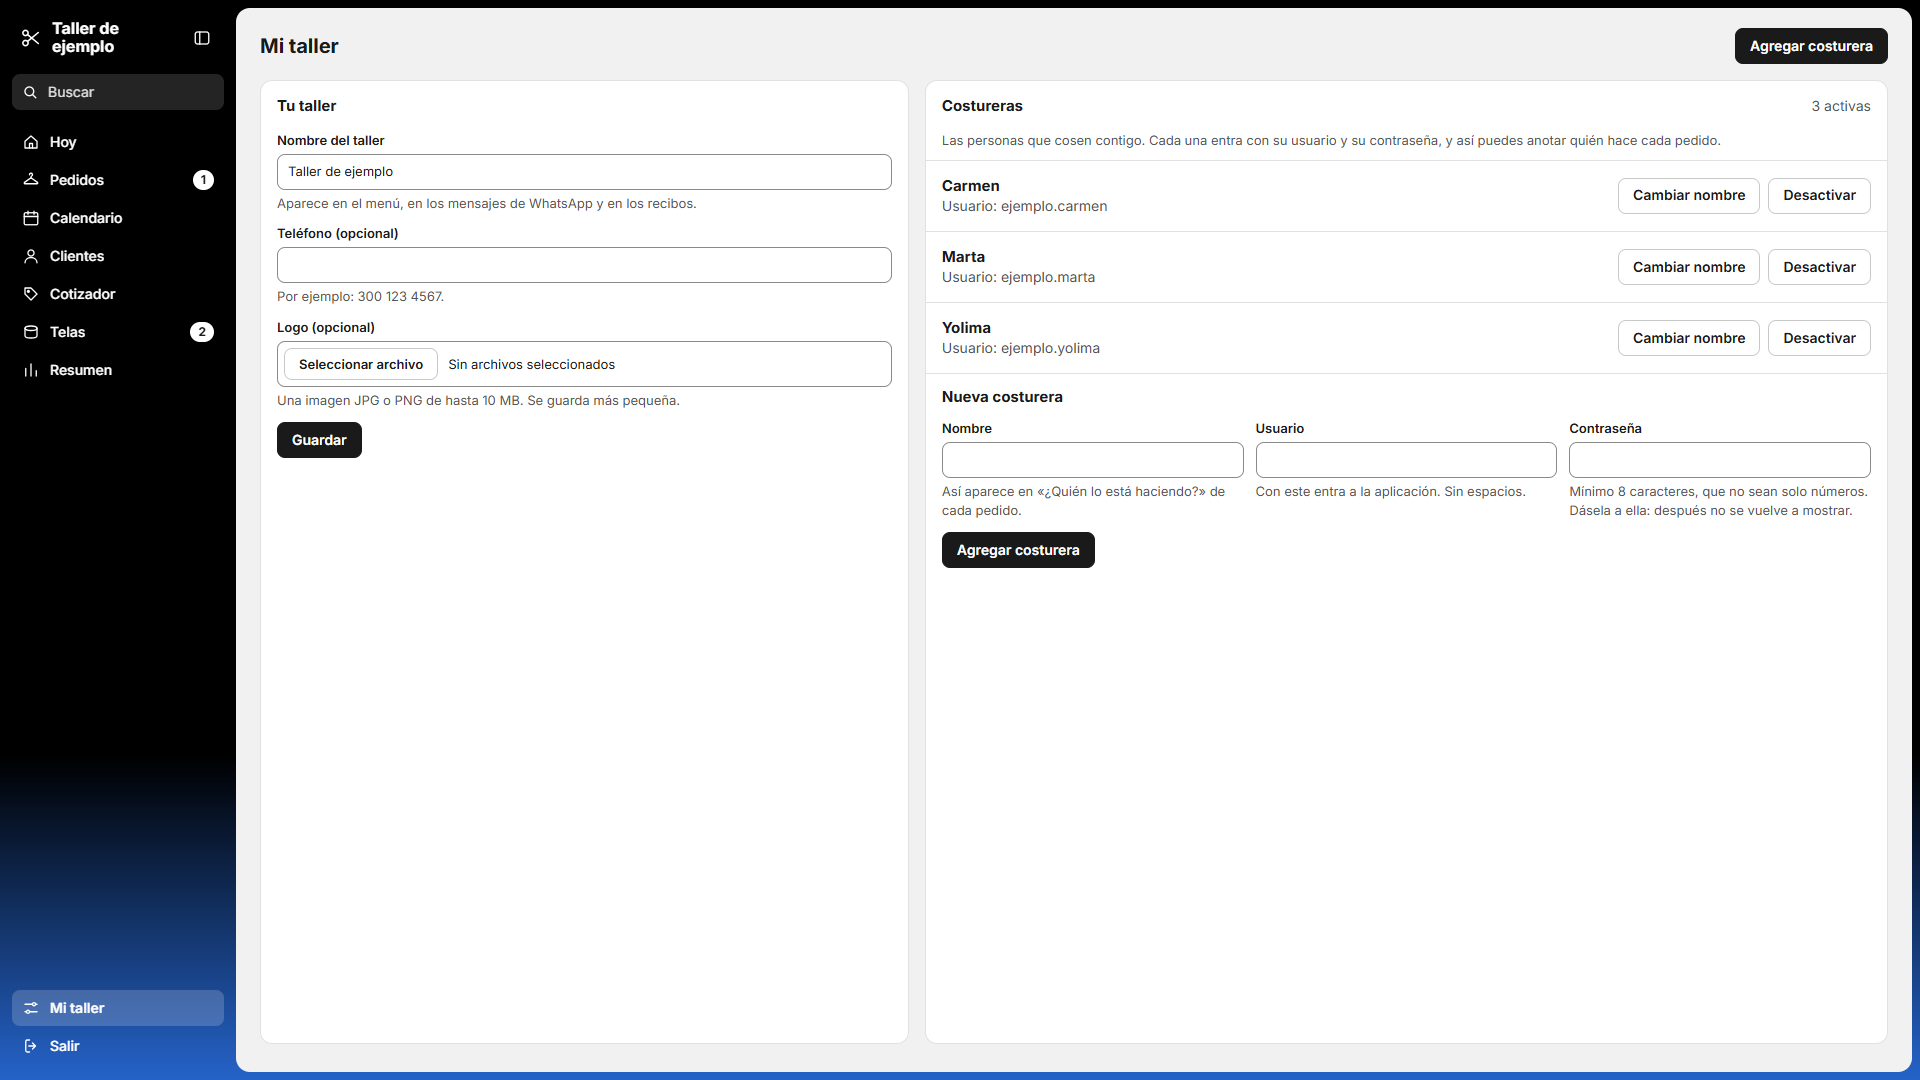 Taller de
ejemplo
Buscar
Hoy
Pedidos 1
Calendario
Clientes
Cotizador
Telas 2
Resumen
Mi taller
Salir
Mi taller
Agregar costurera
Tu taller
Nombre del taller
Taller de ejemplo
Aparece en el menú, en los mensajes de WhatsApp y en los recibos.
Teléfono (opcional)
Por ejemplo: 300 123 4567.
Logo (opcional)
Seleccionar archivo Sin archivos seleccionados
Una imagen JPG o PNG de hasta 10 MB. Se guarda más pequeña.
Guardar
Costureras 3 activas
Las personas que cosen contigo. Cada una entra con su usuario y su contraseña, y así puedes anotar quién hace cada pedido.
Carmen
Usuario: ejemplo.carmen
Cambiar nombre Desactivar
Marta
Usuario: ejemplo.marta
Cambiar nombre Desactivar
Yolima
Usuario: ejemplo.yolima
Cambiar nombre Desactivar
Nueva costurera
Nombre
Así aparece en «¿Quién lo está haciendo?» de
cada pedido.
Usuario
Con este entra a la aplicación. Sin espacios.
Contraseña
Mínimo 8 caracteres, que no sean solo números.
Dásela a ella: después no se vuelve a mostrar.
Agregar costurera